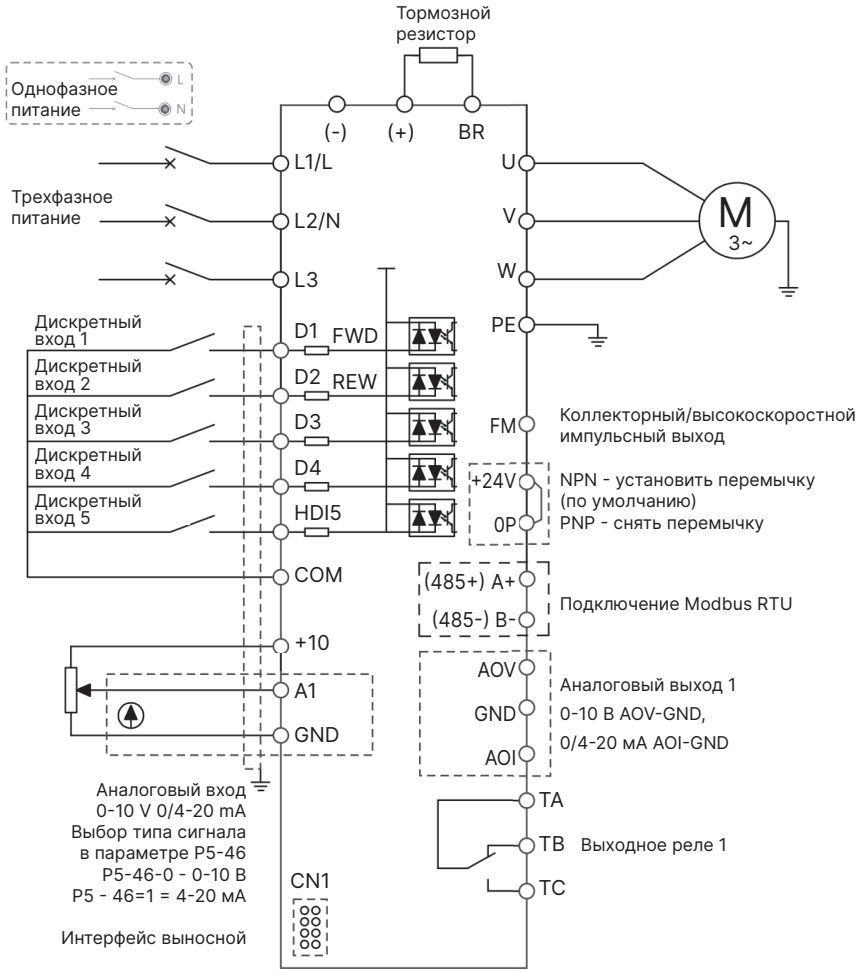 Тормозной
резистор
Однофазное
питание
L
N
(-)
(+)
BR
L1/L
Трехфазное
питание
L2/N
L3
U
V
W
M
3~
PE
Дискретный
вход 1
D1 FWD
Дискретный
вход 2
D2 REW
Дискретный
вход 3
D3
Дискретный
вход 4
D4
Дискретный
вход 5
HDI5
COM
FM
Коллекторный/высокоскоростной
импульсный выход
+24V
0P
NPN - установить перемычку
(по умолчанию)
PNP - снять перемычку
(485+) A+
(485-) B-
Подключение Modbus RTU
+10
A1
GND
AOV
GND
AOI
Аналоговый выход 1
0-10 В AOV-GND,
0/4-20 мА AOI-GND
Аналоговый вход
0-10 V 0/4-20 mA
Выбор типа сигнала
в параметре P5-46
P5-46-0 - 0-10 В
P5 - 46=1 = 4-20 мА
TA
TB
Выходное реле 1
TC
CN1
Интерфейс выносной